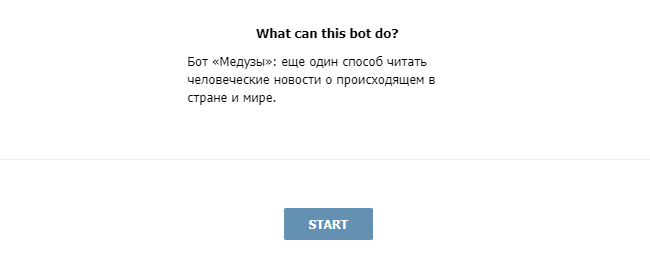 What can this bot do?
Бот «Медузы»: еще один способ читать
человеческие новости о происходящем в
стране и мире.
START